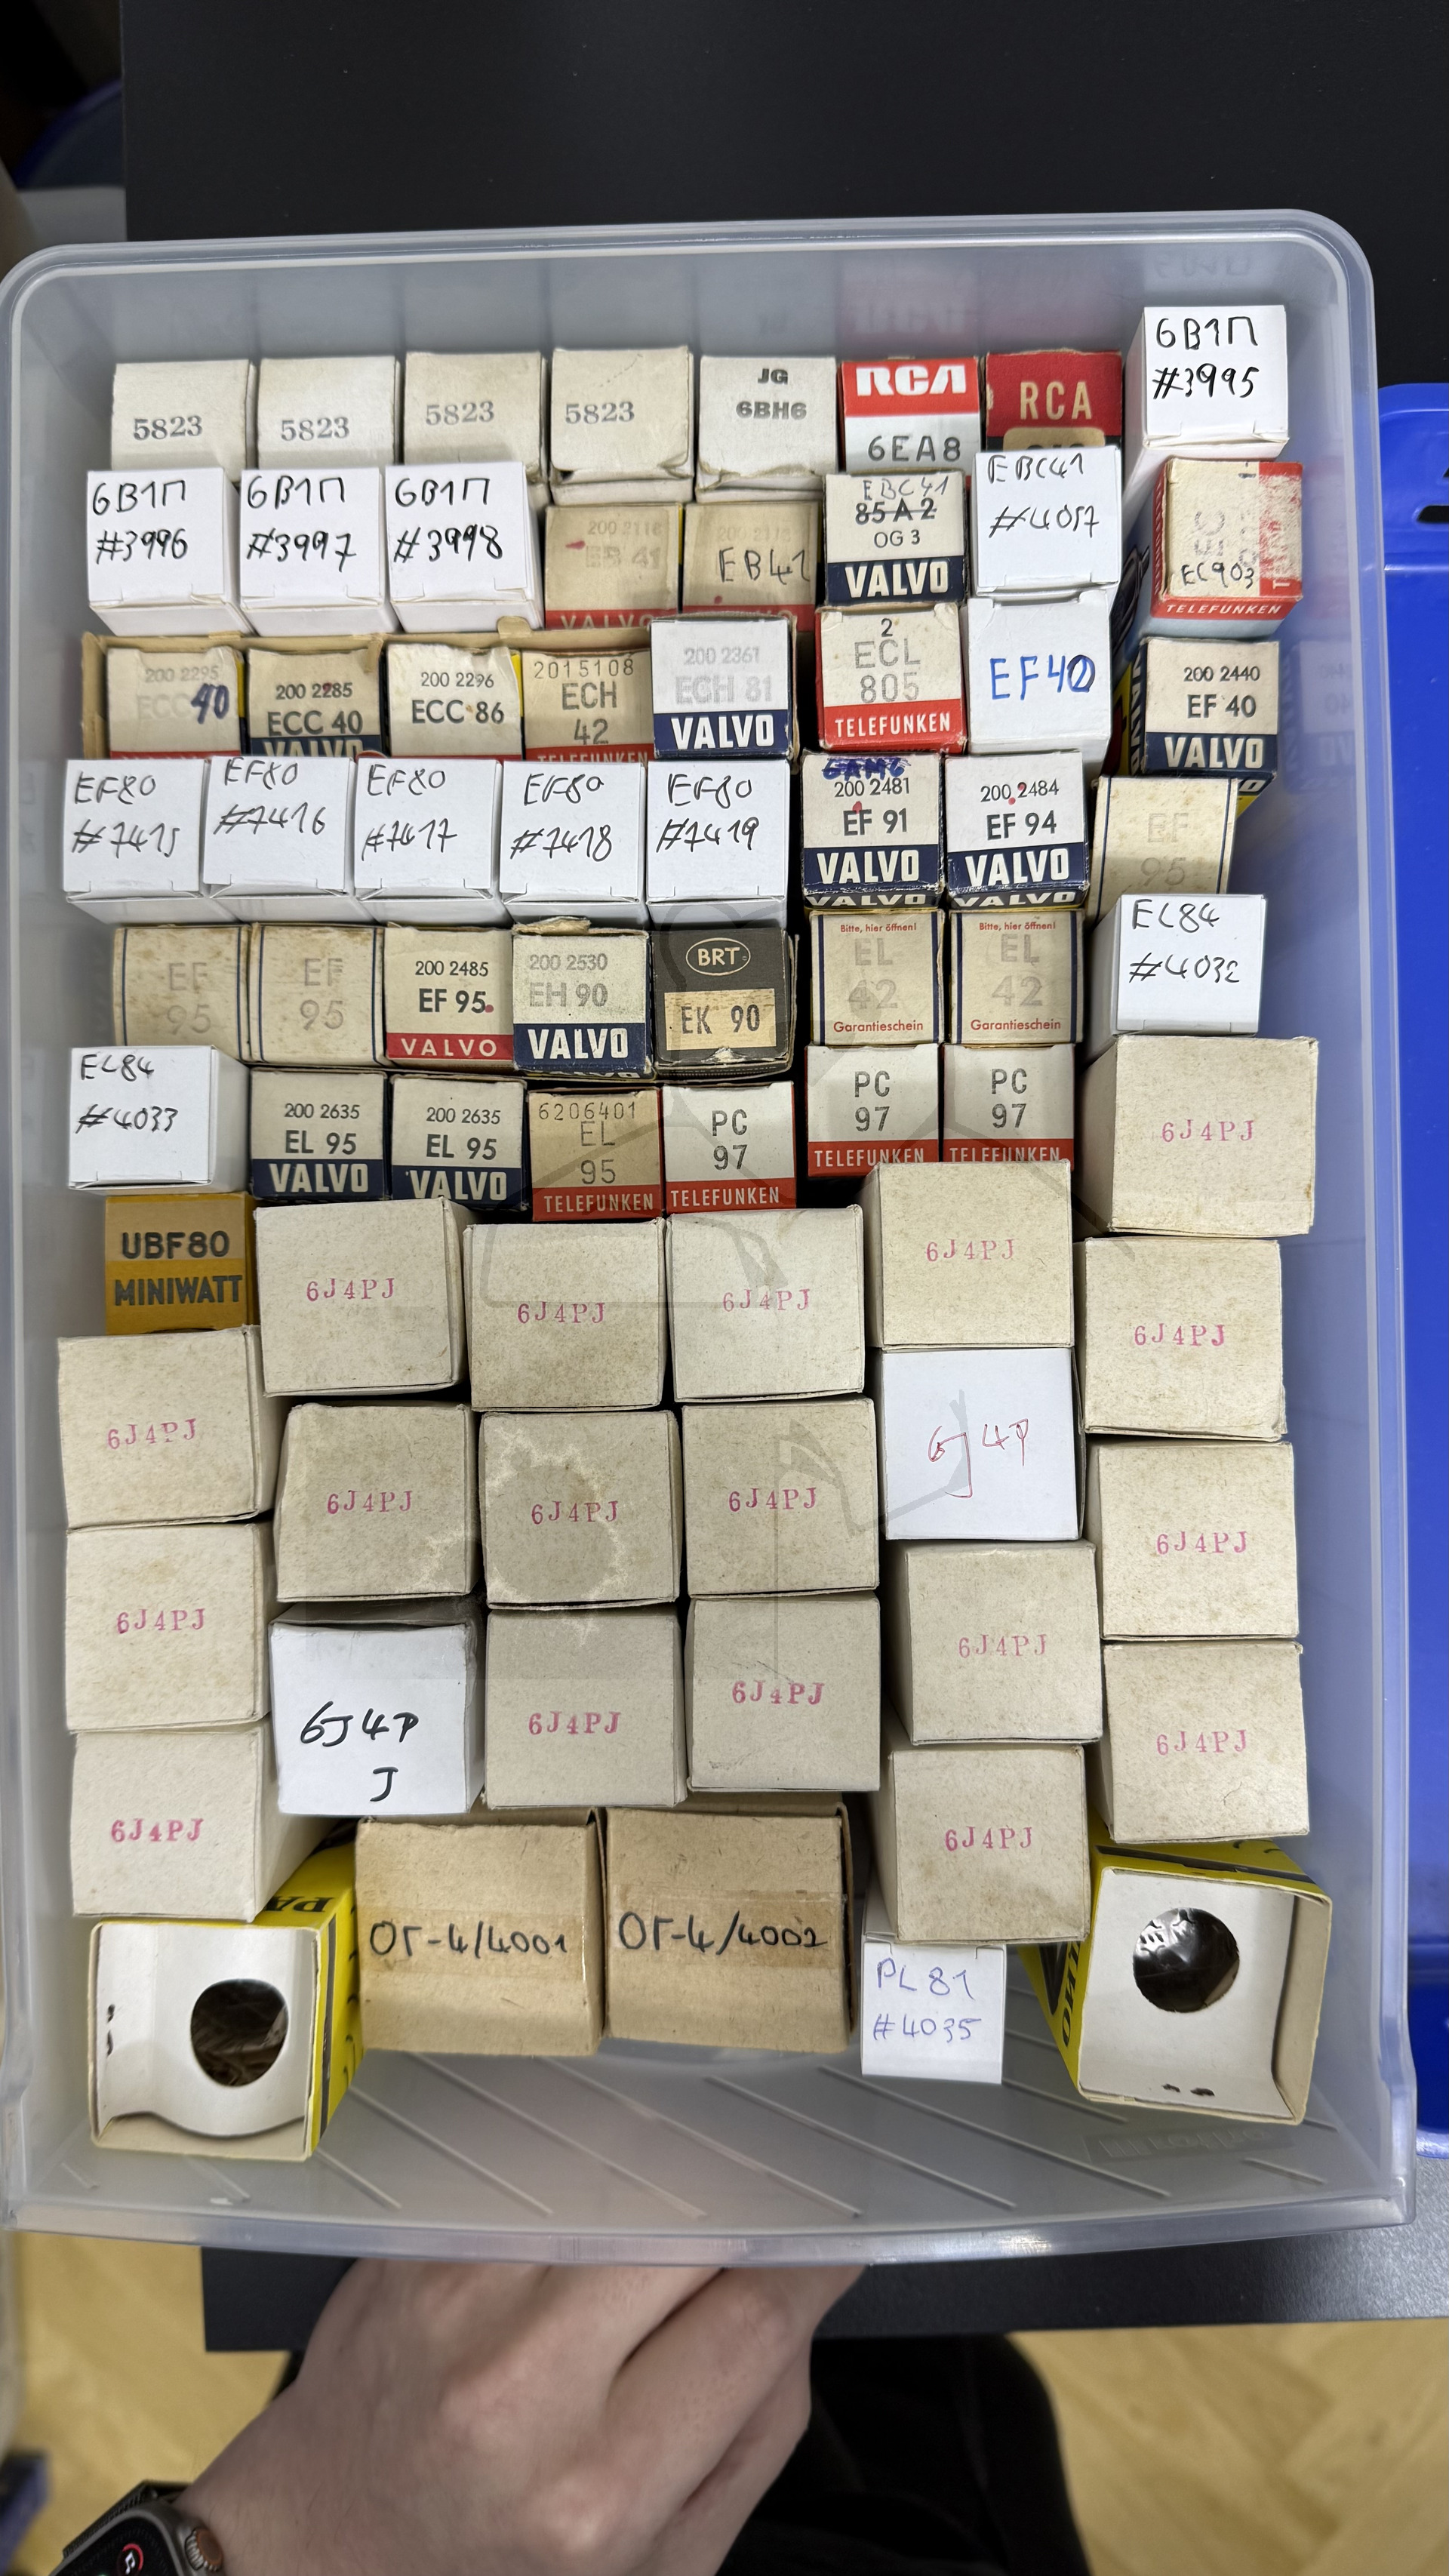 5823
5823
5823
5823
JG
6BH6
RCA
6EA8
RCA
6В1П
#3995
6В1П
#3996
6В1П
#3997
6В1П
#3998
200 2118
EB 41
VALVO
EB41
EBC41
85A2
OG 3
VALVO
EBC41
#4057
EC903
TELEFUNKEN
200 2295
ECC 40
200 2285
ECC 40
VALVO
200 2296
ECC 86
2015108
ECH
42
TELEFUNKEN
200 2361
ECH 81
VALVO
2
ECL
805
TELEFUNKEN
EF40
200 2440
EF 40
VALVO
EF80
#7415
EF80
#7416
EF80
#7417
EF80
#7418
EF80
#7419
200 2481
EF 91
VALVO
VALVO
200 2484
EF 94
VALVO
VALVO
EF
95
EF
95
EF
95
200 2485
EF 95
VALVO
200 2530
EH 90
VALVO
BRT
EK 90
Bitte, hier öffnen!
EL
42
Garantieschein
Bitte, hier öffnen!
EL
42
Garantieschein
EL84
#4032
EL84
#4033
200 2635
EL 95
VALVO
200 2635
EL 95
VALVO
6206401
EL
95
TELEFUNKEN
PC
97
TELEFUNKEN
PC
97
TELEFUNKEN
PC
97
TELEFUNKEN
6J4PJ
UBF80
MINIWATT
6J4PJ
6J4PJ
6J4PJ
6J4PJ
6J4PJ
6J4PJ
6J4PJ
6J4PJ
6J4PJ
6J4P
6J4PJ
6J4PJ
6J4P
J
6J4PJ
6J4PJ
6J4PJ
6J4PJ
6J4PJ
6J4PJ
ОГ-4/4001
ОГ-4/4002
PL81
#4035